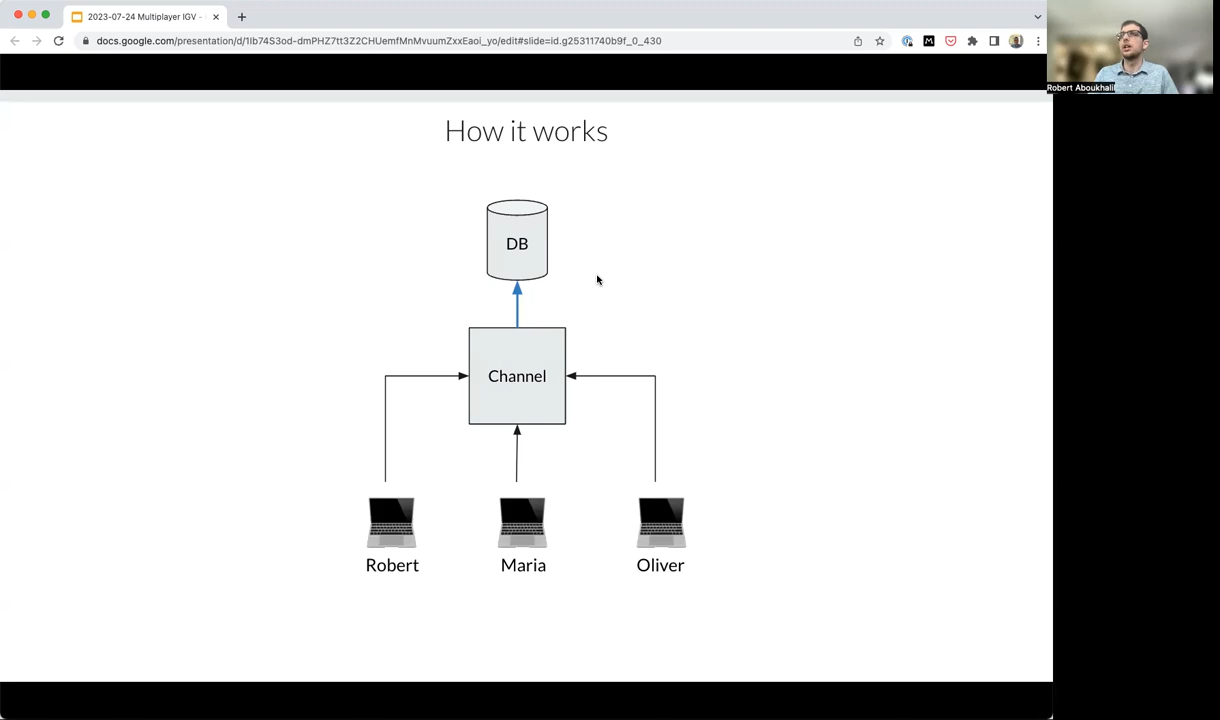 2023-07-24 Multiplayer IGV -
docs.google.com/presentation/d/1Ib74S3od-dmPHZ7tt3Z2CHUemfMnMvuumZxxEaoi_yo/edit#slide=id.g25311740b9f_0_430
Robert Aboukhalil
How it works
DB
Channel
Robert
Maria
Oliver